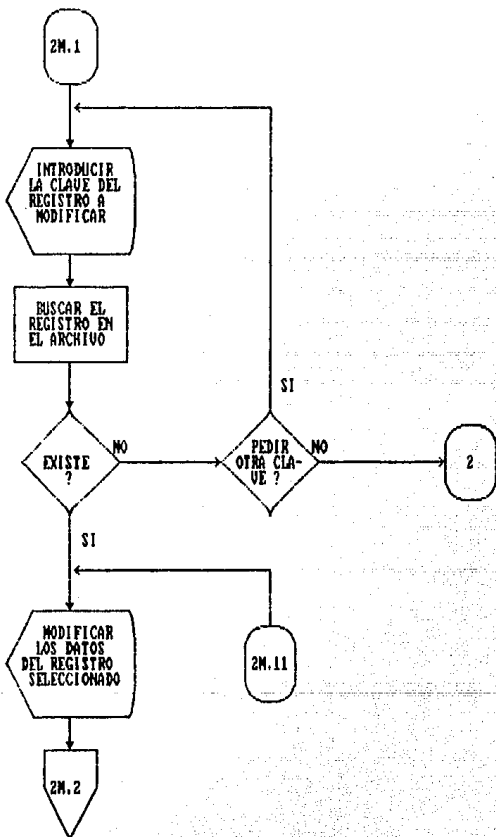 2M.1
INTRODUCIR
LA CLAVE DEL
REGISTRO A
MODIFICAR
BUSCAR EL
REGISTRO EN
EL ARCHIVO
SI
EXISTE
?
NO
PEDIR
OTRA CLA-
VE ?
NO
2
SI
MODIFICAR
LOS DATOS
DEL REGISTRO
SELECCIONADO
2M.11
2M.2